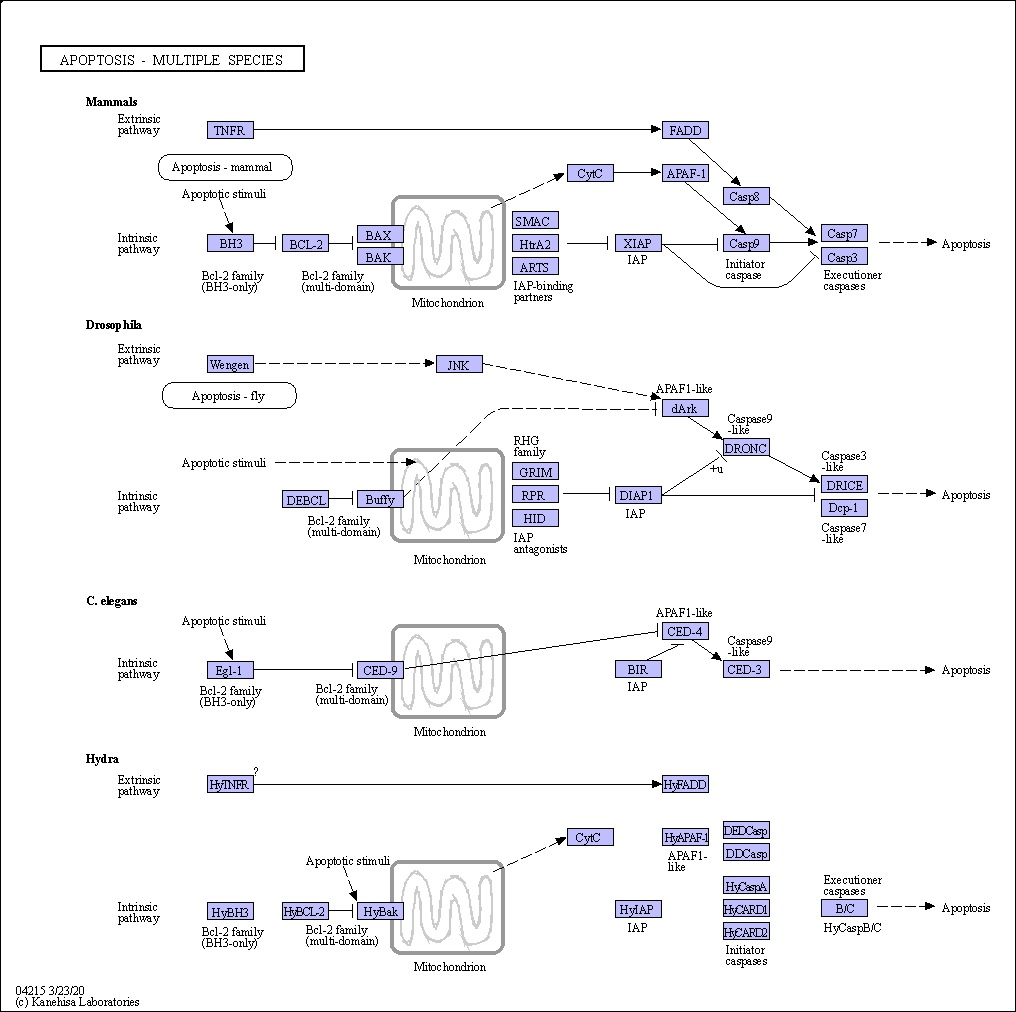 APOPTOSIS - MULTIPLE SPECIES
Mammals
Extrinsic
pathway
TNFR
FADD
Apoptosis - mammal
CytC
APAF-1
Casp8
Apoptotic stimuli
SMAC
BAX
Casp7
Intrinsic
pathway
BH3
BCL-2
HtrA2
XIAP
Casp9
Apoptosis
BAK
Casp3
IAP
ARTS
Initiator
caspase
Bcl-2 family
(BH3-only)
Bcl-2 family
(multi-domain)
Executioner
caspases
IAP-binding
partners
Mitochondrion
Drosophila
Extrinsic
pathway
Wengen
JNK
APAF1-like
Apoptosis - fly
dArk
Caspase9
-like
DRONC
RHG
family
Apoptotic stimuli
+u
Caspase3
-like
GRIM
DRICE
Intrinsic
pathway
DEBCL
Buffy
RPR
DIAP1
Apoptosis
Dcp-1
IAP
HID
Bcl-2 family
(multi-domain)
Caspase7
-like
IAP
antagonists
Mitochondrion
C. elegans
APAF1-like
Apoptotic stimuli
CED-4
Caspase9
-like
Intrinsic
pathway
Egl-1
CED-9
BIR
CED-3
Apoptosis
IAP
Bcl-2 family
(BH3-only)
Bcl-2 family
(multi-domain)
Mitochondrion
Hydra
?
Extrinsic
pathway
HyTNFR
HyFADD
DEDCasp
CytC
HyAPAF-1
DDCasp
APAF1-
like
Apoptotic stimuli
HyCaspA
Executioner
caspases
Intrinsic
pathway
HyBH3
HyBCL-2
HyBak
HyIAP
HyCARD1
B/C
Apoptosis
IAP
HyCaspB/C
HyCARD2
Bcl-2 family
(BH3-only)
Bcl-2 family
(multi-domain)
Initiator
caspases
Mitochondrion
04215 3/23/20
(c) Kanehisa Laboratories